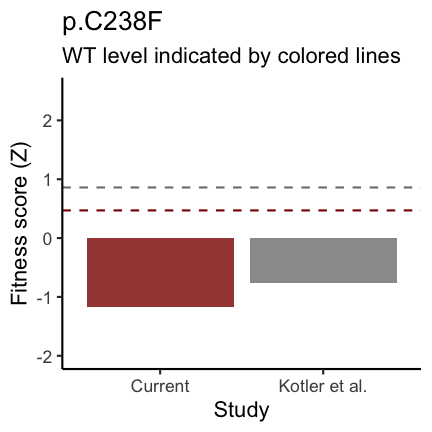 p.C238F
WT level indicated by colored lines
Fitness score (Z)
2
1
0
-1
-2
Current
Kotler et al.
Study